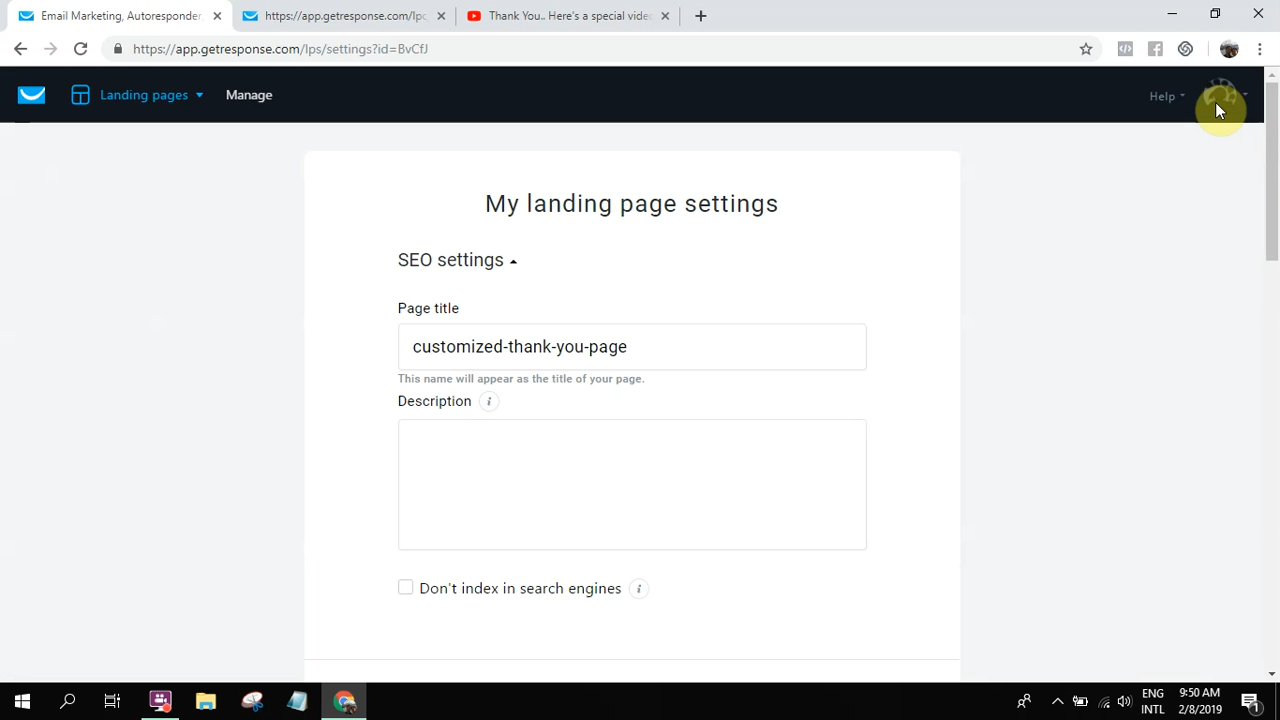 Email Marketing, Autoresponder,
https://app.getresponse.com/lpc
Thank You.. Here's a special video
https://app.getresponse.com/lps/settings?id=BvCfJ
Landing pages
Manage
Help
My landing page settings
SEO settings
Page title
customized-thank-you-page
This name will appear as the title of your page.
Description
i
Don't index in search engines
i
ENG
INTL
9:50 AM
2/8/2019
1